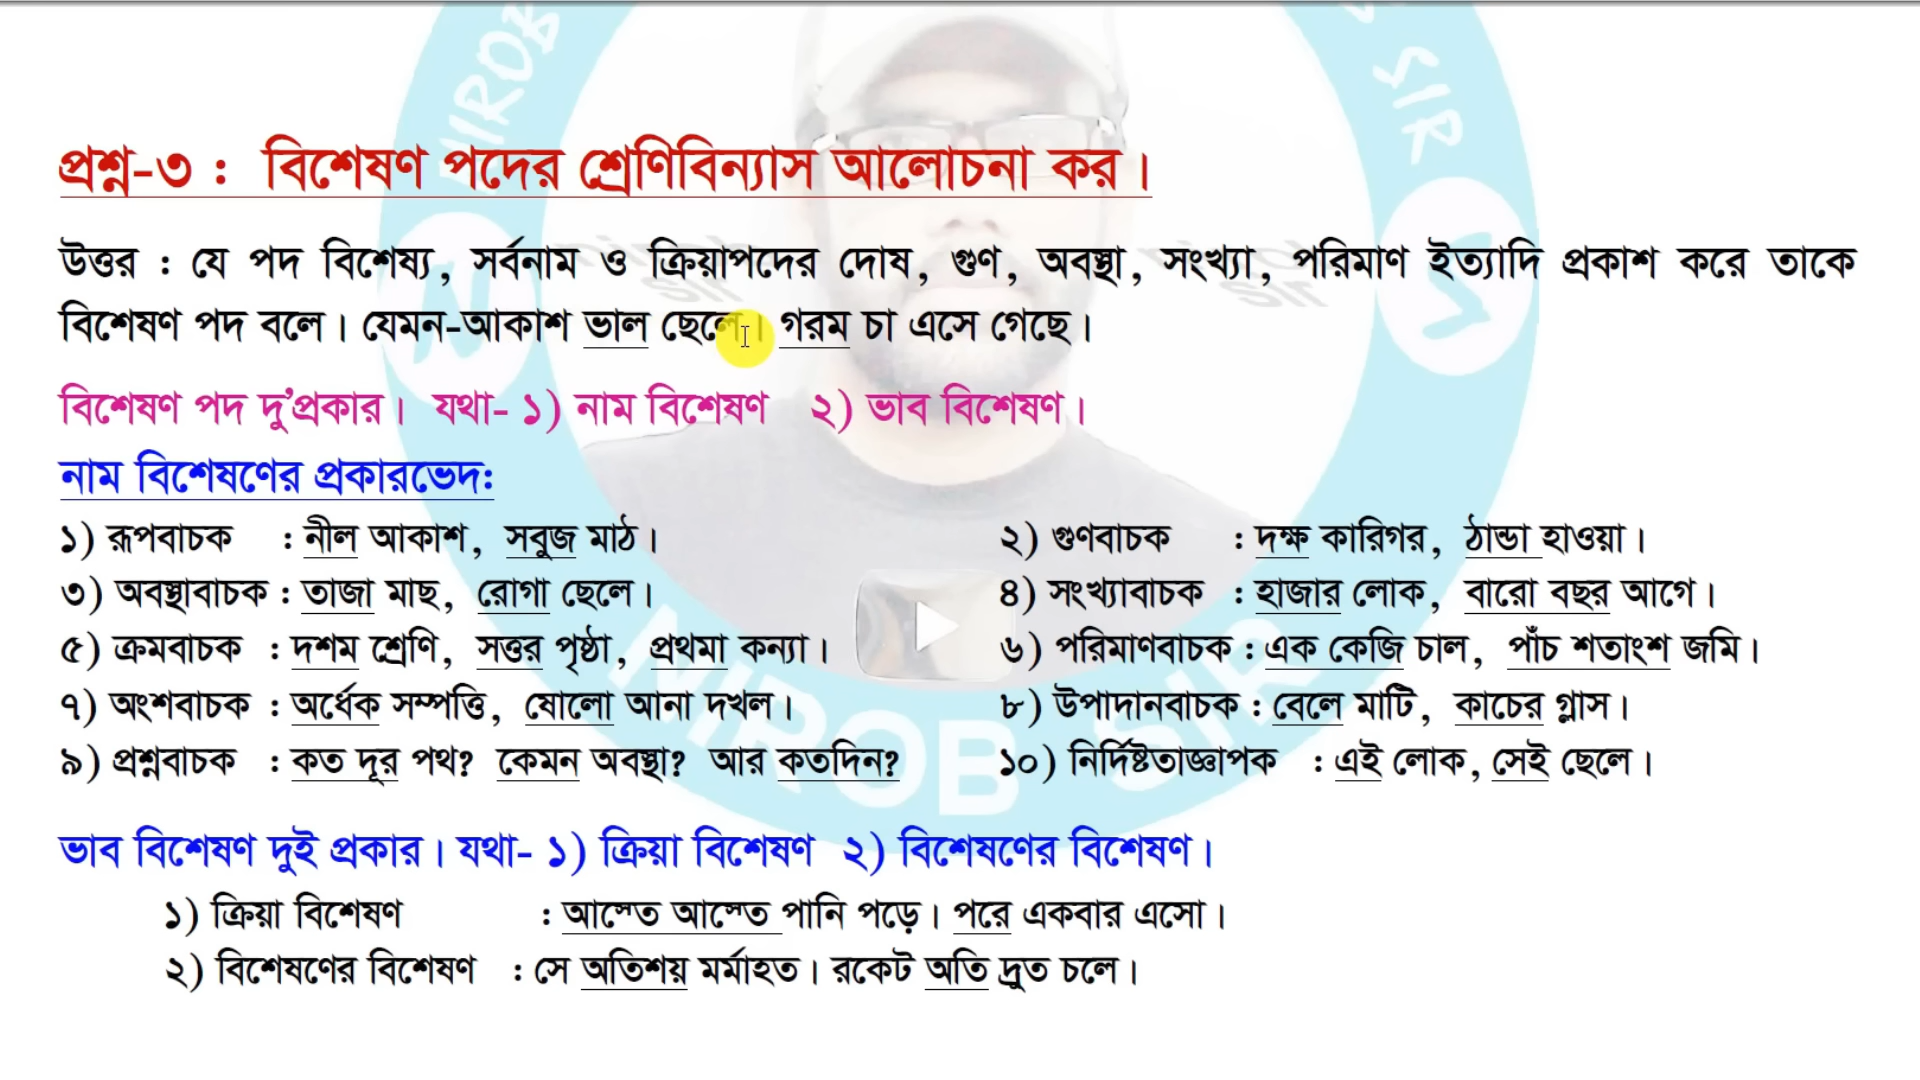 প্রশ্ন-৩ : বিশেষণ পদের শ্রেণিবিন্যাস আলোচনা কর।
উত্তর : যে পদ বিশেষ্য, সর্বনাম ও ক্রিয়াপদের দোষ, গুণ, অবস্থা, সংখ্যা, পরিমাণ ইত্যাদি প্রকাশ করে তাকে
বিশেষণ পদ বলে। যেমন-আকাশ ভাল ছেলে। গরম চা এসে গেছে।
বিশেষণ পদ দু’প্রকার। যথা- ১) নাম বিশেষণ ২) ভাব বিশেষণ।
নাম বিশেষণের প্রকারভেদ:
১) রূপবাচক : নীল আকাশ, সবুজ মাঠ। ২) গুণবাচক : দক্ষ কারিগর, ঠান্ডা হাওয়া।
৩) অবস্থাবাচক : তাজা মাছ, রোগা ছেলে। ৪) সংখ্যাবাচক : হাজার লোক, বারো বছর আগে।
৫) ক্রমবাচক : দশম শ্রেণি, সত্তর পৃষ্ঠা, প্রথমা কন্যা। ৬) পরিমাণবাচক : এক কেজি চাল, পাঁচ শতাংশ জমি।
৭) অংশবাচক : অর্ধেক সম্পত্তি, ষোলো আনা দখল। ৮) উপাদানবাচক : বেলে মাটি, কাচের গ্লাস।
৯) প্রশ্নবাচক : কত দূর পথ? কেমন অবস্থা? আর কতদিন? ১০) নির্দিষ্টতাজ্ঞাপক : এই লোক, সেই ছেলে।
ভাব বিশেষণ দুই প্রকার। যথা- ১) ক্রিয়া বিশেষণ ২) বিশেষণের বিশেষণ।
১) ক্রিয়া বিশেষণ : আস্তে আস্তে পানি পড়ে। পরে একবার এসো।
২) বিশেষণের বিশেষণ : সে অতিশয় মর্মাহত। রকেট অতি দ্রুত চলে।
NIROB SIR